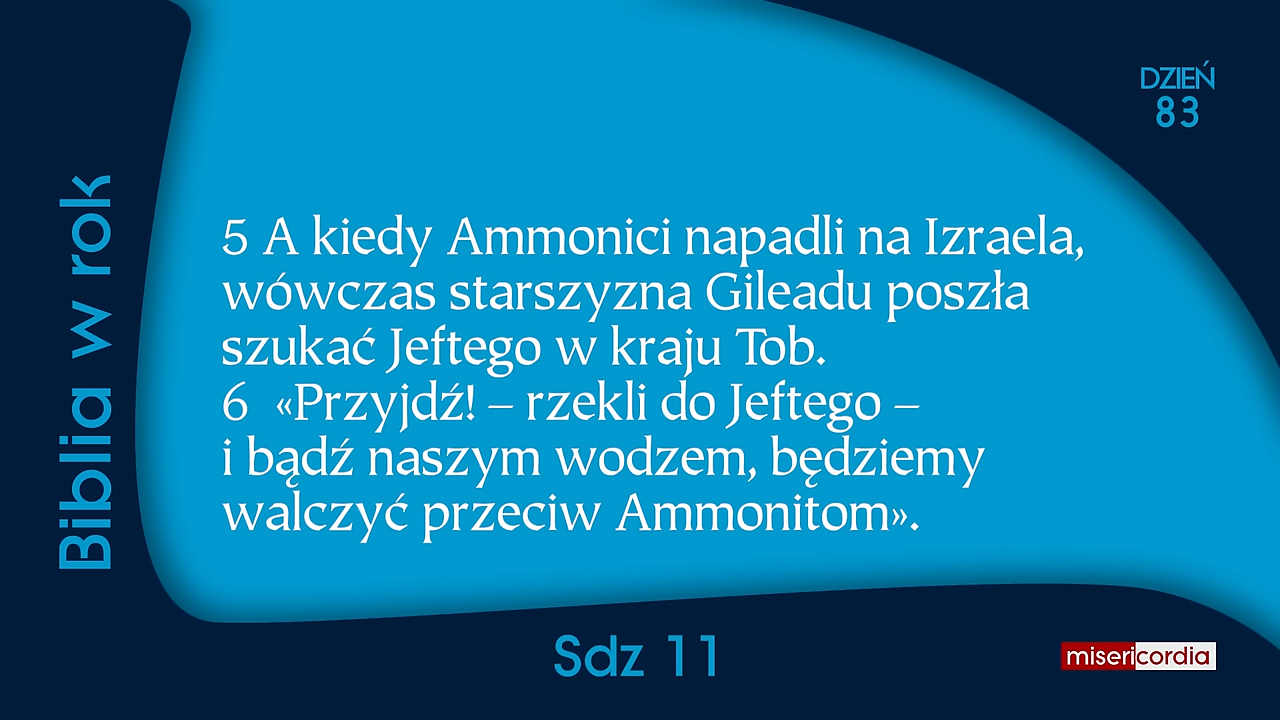 Biblia w rok
DZIEŃ
83
5 A kiedy Ammonici napadli na Izraela,
wówczas starszyzna Gileadu poszła
szukać Jeftego w kraju Tob.
6 «Przyjdź! – rzekli do Jeftego –
i bądź naszym wodzem, będziemy
walczyć przeciw Ammonitom».
Sdz 11
misericordia